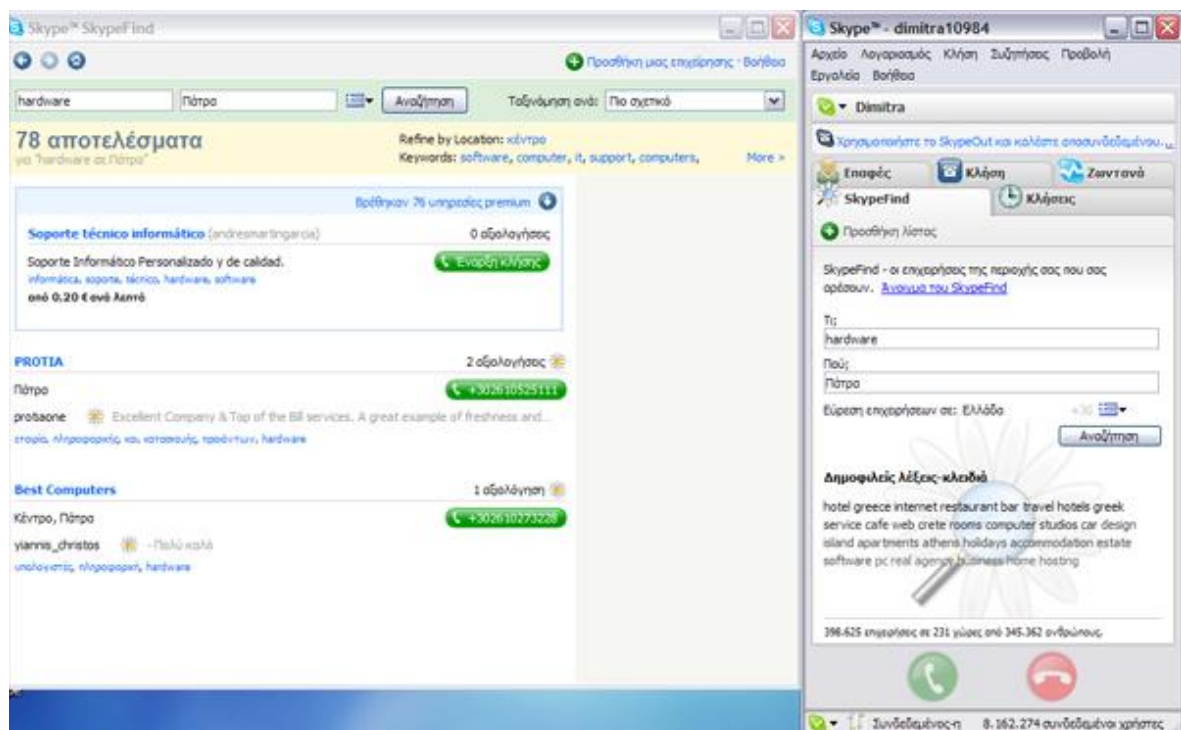 Skype™ SkypeFind
Προσθήκη μιας επιχείρησης · Βοήθεια
hardware Πάτρα Αναζήτηση Ταξινόμηση ανά: Πιο σχετικό
78 αποτελέσματα
για "hardware σε Πάτρα"
Refine by Location: κέντρο
Keywords: software, computer, it, support, computers, More »
Βρέθηκαν 76 υπηρεσίες premium
Soporte técnico informático (andresmartingarcia) 0 αξιολογήσεις
Soporte Informático Personalizado y de calidad. Έναρξη κλήσης
informática, soporte, técnico, hardware, software
από 0.20 € ανά λεπτό
PROTIA 2 αξιολογήσεις
Πάτρα +302610525111
protiaone Excellent Company & Top of the Bill services. A great example of freshness and...
εταιρία, πληροφορικής, και, κατασκευής, προϊόντων, hardware
Best Computers 1 αξιολόγηση
Κέντρο, Πάτρα +302610273228
yiannis_christos -Πολύ καλά
υπολογιστές, πληροφορική, hardware
Skype™ - dimitra10984
Αρχείο Λογαριασμός Κλήση Συζητήσεις Προβολή
Εργαλεία Βοήθεια
Dimitra
Χρησιμοποιήστε το SkypeOut και καλέστε αποσυνδεδεμένου...
Επαφές Κλήση Ζωντανά
SkypeFind Κλήσεις
Προσθήκη λίστας
SkypeFind - οι επιχειρήσεις της περιοχής σας που σας
αρέσουν. Άνοιγμα του SkypeFind
Τι;
hardware
Πού;
Πάτρα
Εύρεση επιχειρήσεων σε: Ελλάδα +30
Αναζήτηση
Δημοφιλείς λέξεις-κλειδιά
hotel greece internet restaurant bar travel hotels greek
service cafe web crete rooms computer studios car design
island apartments athens holidays accommodation estate
software pc real agency business home hosting
398.625 επιχειρήσεις σε 231 χώρες από 345.362 ανθρώπους.
Συνδεδεμένος-η 8.162.274 συνδεδεμένοι χρήστες